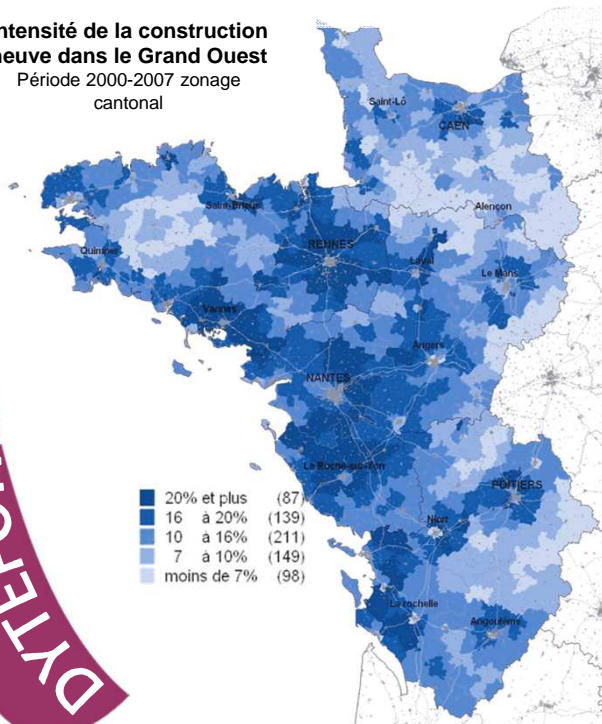 ntensité de la construction
neuve dans le Grand Ouest
Période 2000-2007 zonage
cantonal
Saint-Lô
CAEN
Alençon
Saint-Brieuc
RENNES
Laval
Le Mans
Quimper
Vannes
Angers
NANTES
La Roche-sur-Yon
POITIERS
Niort
La rochelle
Angoulême
20% et plus (87)
16 à 20% (139)
10 à 16% (211)
7 à 10% (149)
moins de 7% (98)